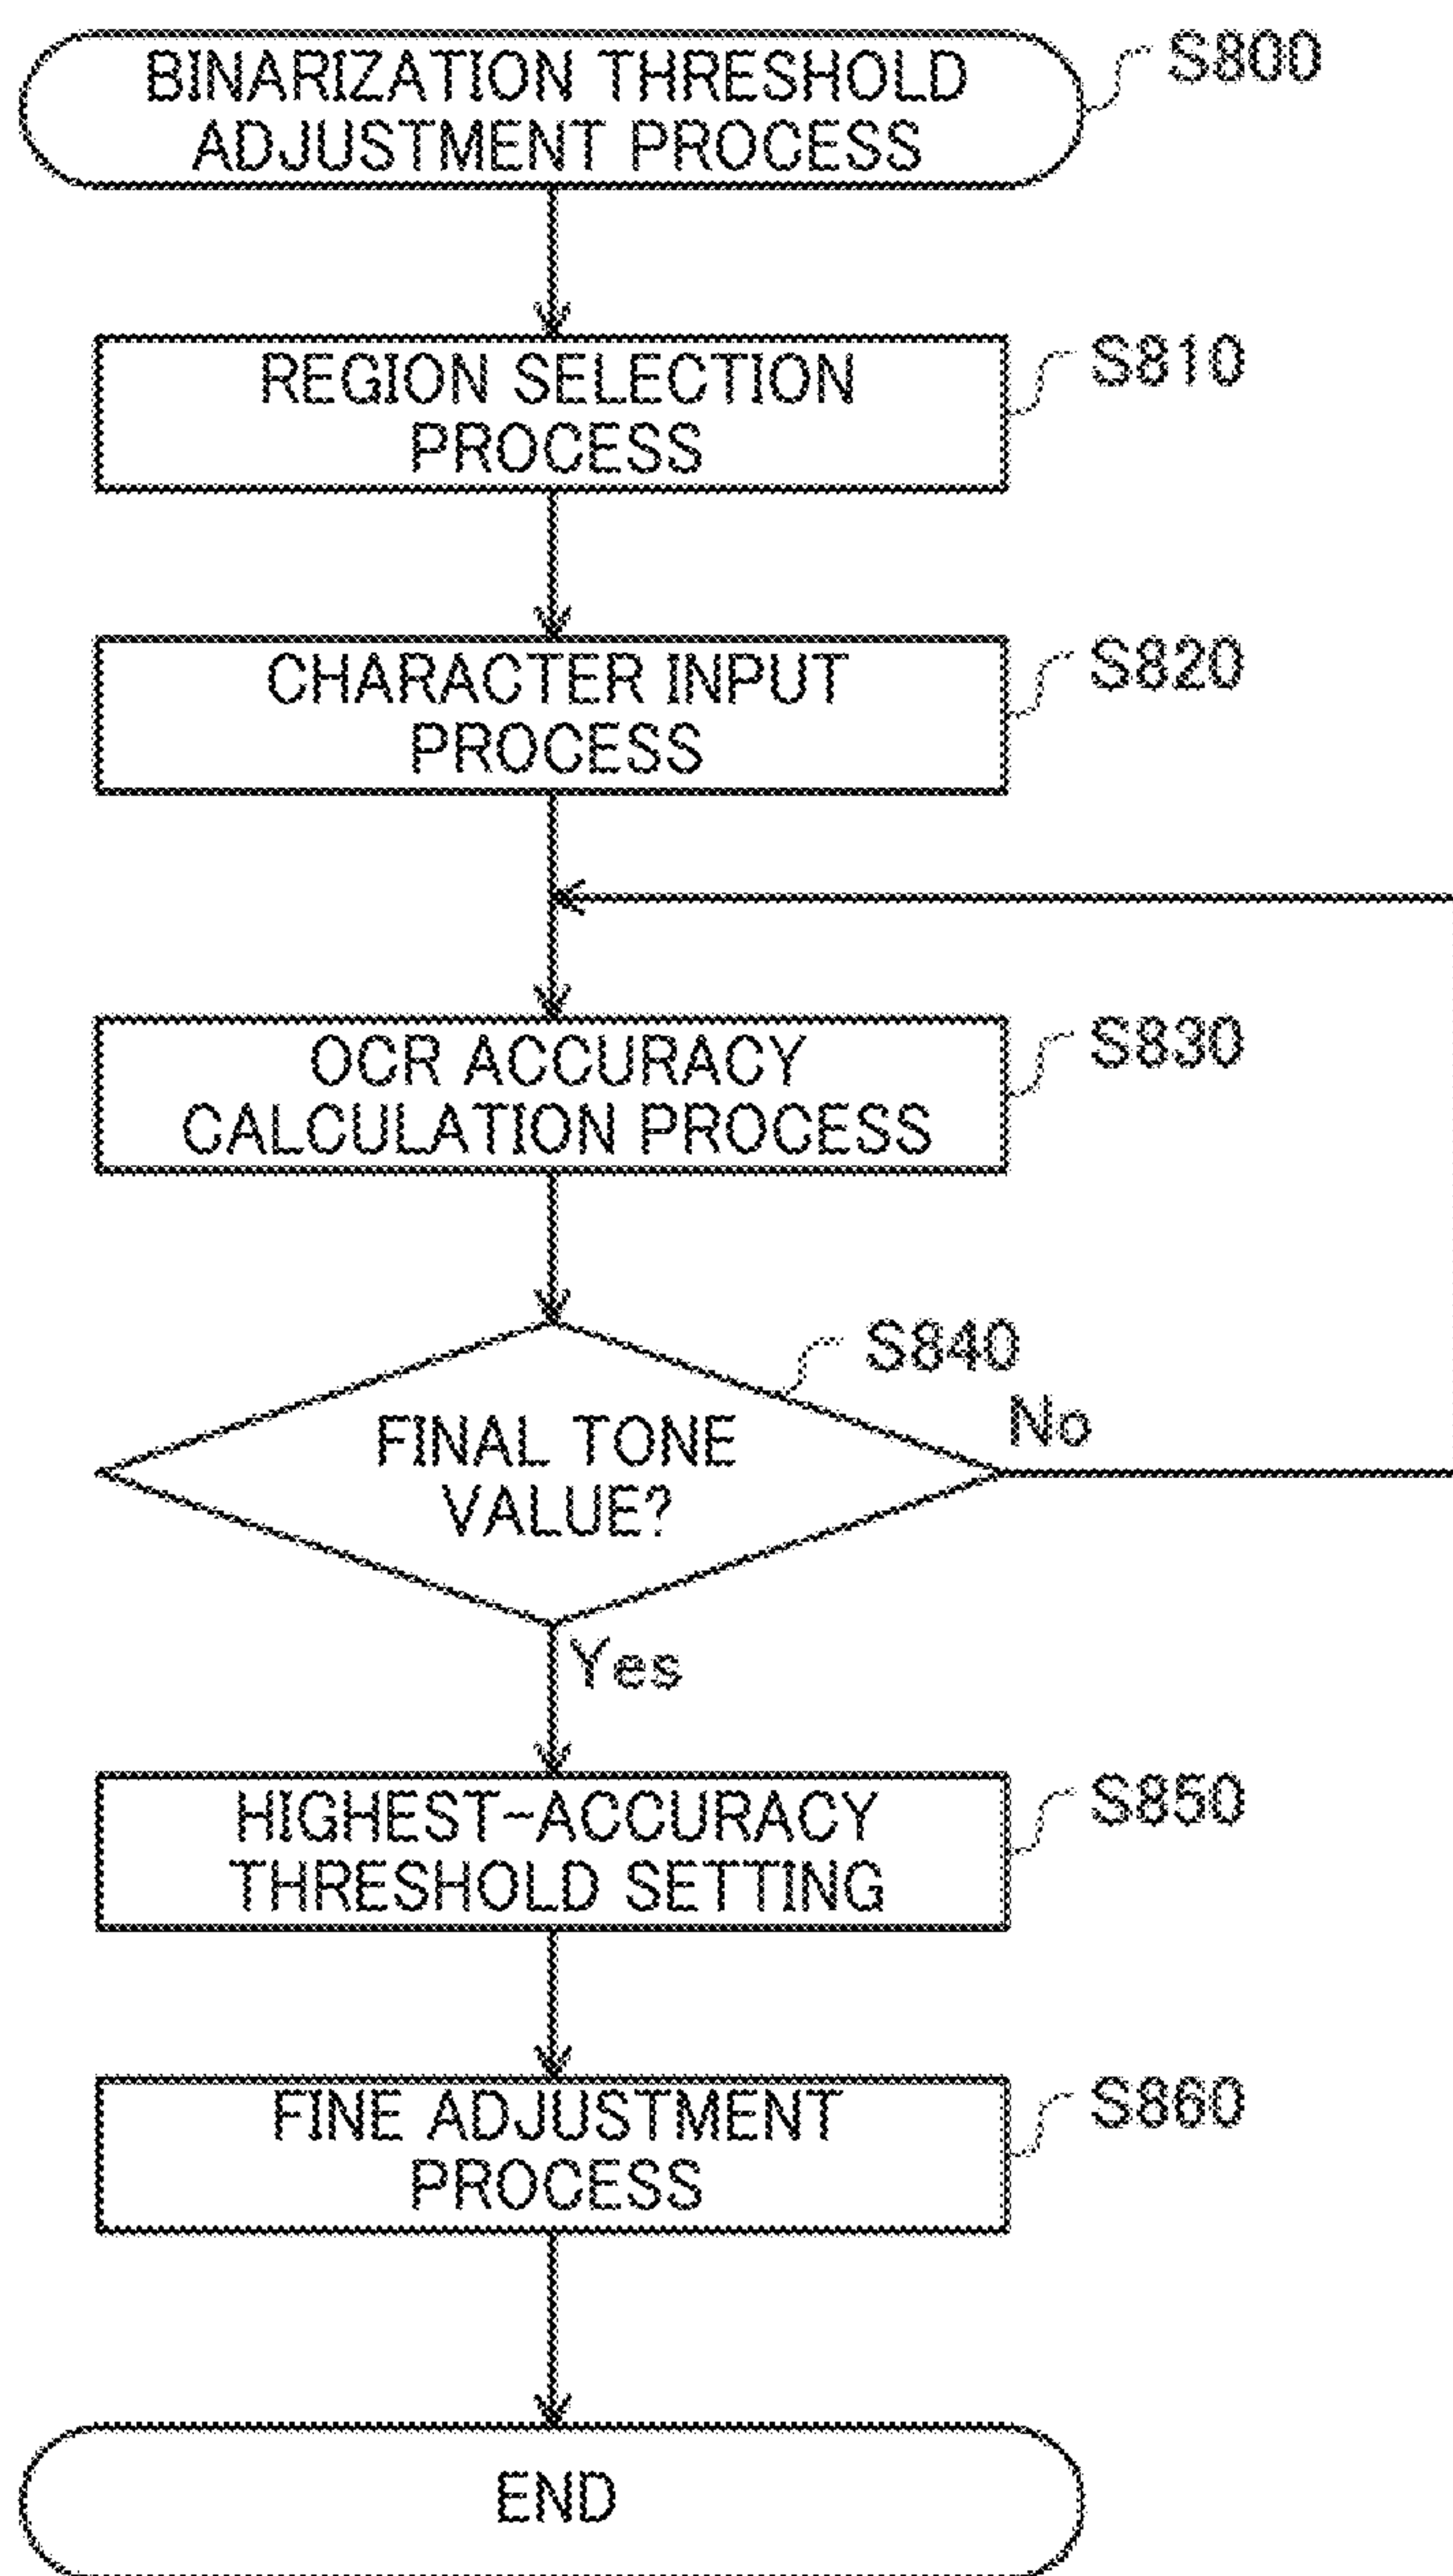 BINARIZATION THRESHOLD
ADJUSTMENT PROCESS
S800
REGION SELECTION
PROCESS
S810
CHARACTER INPUT
PROCESS
S820
OCR ACCURACY
CALCULATION PROCESS
S830
S840
FINAL TONE
VALUE?
No
Yes
HIGHEST-ACCURACY
THRESHOLD SETTING
S850
FINE ADJUSTMENT
PROCESS
S860
END